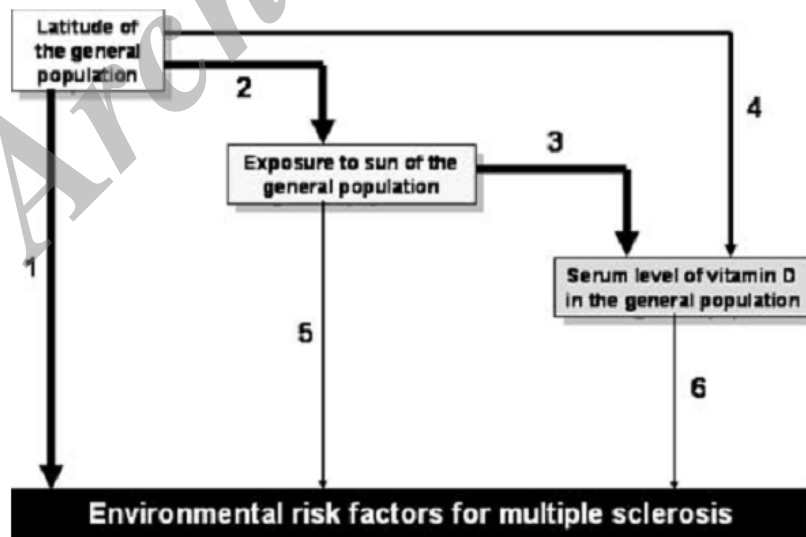 Latitude of
the general
population
2
4
Exposure to sun of the
general population
3
1
Serum level of vitamin D
in the general population
5
6
Environmental risk factors for multiple sclerosis